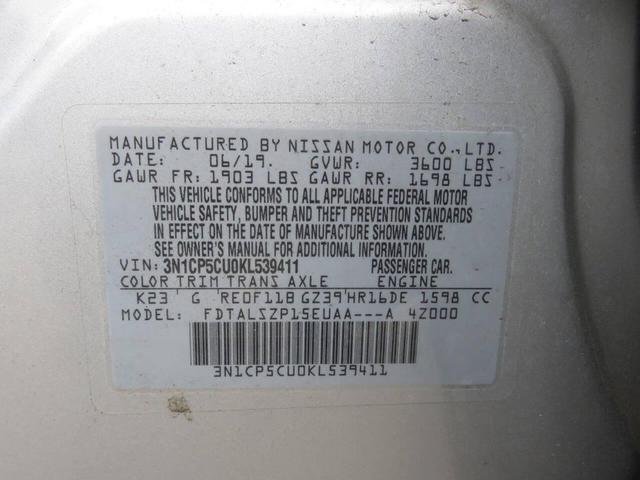 MANUFACTURED BY NISSAN MOTOR CO.,LTD.
DATE: 06/19. GVWR: 3600 LBS
GAWR FR: 1903 LBS GAWR RR: 1698 LBS
THIS VEHICLE CONFORMS TO ALL APPLICABLE FEDERAL MOTOR
VEHICLE SAFETY, BUMPER AND THEFT PREVENTION STANDARDS
IN EFFECT ON THE DATE OF MANUFACTURE SHOWN ABOVE.
SEE OWNER'S MANUAL FOR ADDITIONAL INFORMATION.
VIN: 3N1CP5CU0KL539411 PASSENGER CAR.
COLOR TRIM TRANS AXLE ENGINE
K23 G RE0F11B GZ39 HR16DE 1598 CC
MODEL: FDTALSZP15EUAA---A 4Z000
3N1CP5CU0KL539411